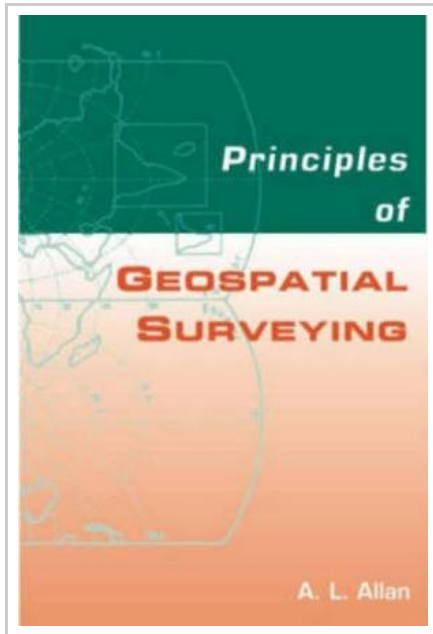 Principles
of
GEOSPATIAL
SURVEYING
A. L. Allan